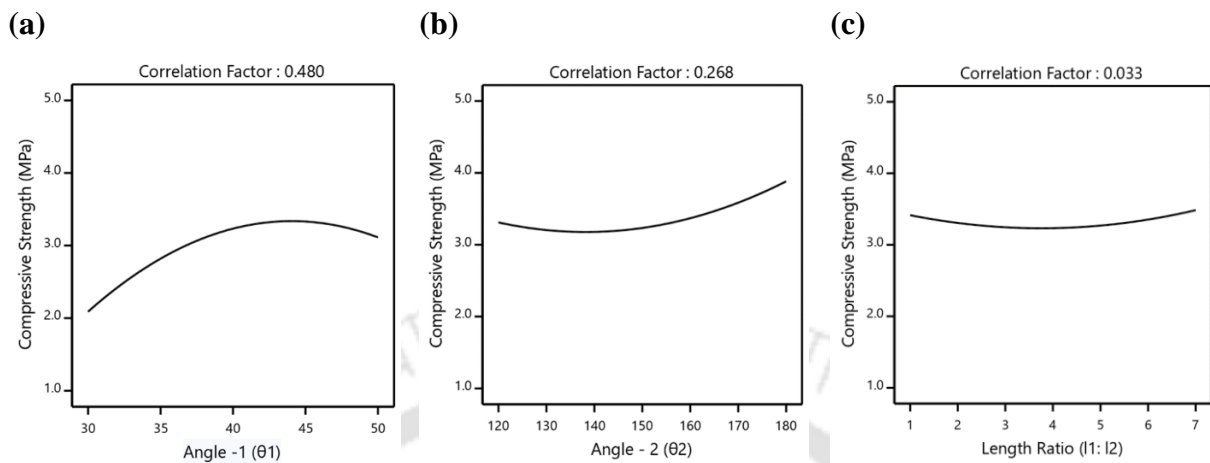 (a)
Correlation Factor : 0.480
Compressive Strength (MPa)
5.0
4.0
3.0
2.0
1.0
30 35 40 45 50
Angle -1 (θ1)
(b)
Correlation Factor : 0.268
Compressive Strength (MPa)
5.0
4.0
3.0
2.0
1.0
120 130 140 150 160 170 180
Angle - 2 (θ2)
(c)
Correlation Factor : 0.033
Compressive Strength (MPa)
5.0
4.0
3.0
2.0
1.0
1 2 3 4 5 6 7
Length Ratio (l1: l2)